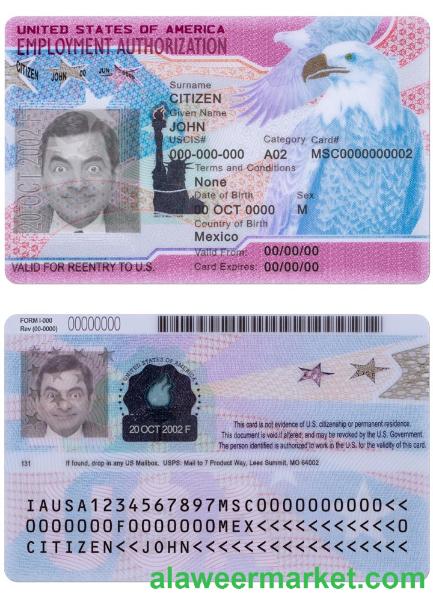 UNITED STATES OF AMERICA
EMPLOYMENT AUTHORIZATION
CITIZEN JOHN 00 JUN
Surname
CITIZEN
Given Name
JOHN
USCIS# Category Card#
000-000-000 A02 MSC0000000002
Terms and Conditions
None
Date of Birth Sex
00 OCT 0000 M
Country of Birth
Mexico
Valid From: 00/00/00
Card Expires: 00/00/00
20 OCT 2002
VALID FOR REENTRY TO U.S.
FORM I-000
Rev (00-0000)
00000000
UNITED STATES OF AMERICA
20 OCT 2002 F
This card is not evidence of U.S. citizenship or permanent residence.
This document is void if altered, and may be revoked by the U.S. Government.
The person identified is authorized to work in the U.S. for the validity of this card.
131 If found, drop in any US Mailbox. USPS: Mail to 7 Product Way, Lees Summit, MO 64002
IAUSA1234567897MSC0000000000<<
0000000F0000000MEX<<<<<<<<<<<0
CITIZEN<<JOHN<<<<<<<<<<<<<<<<<
alaweermarket.com